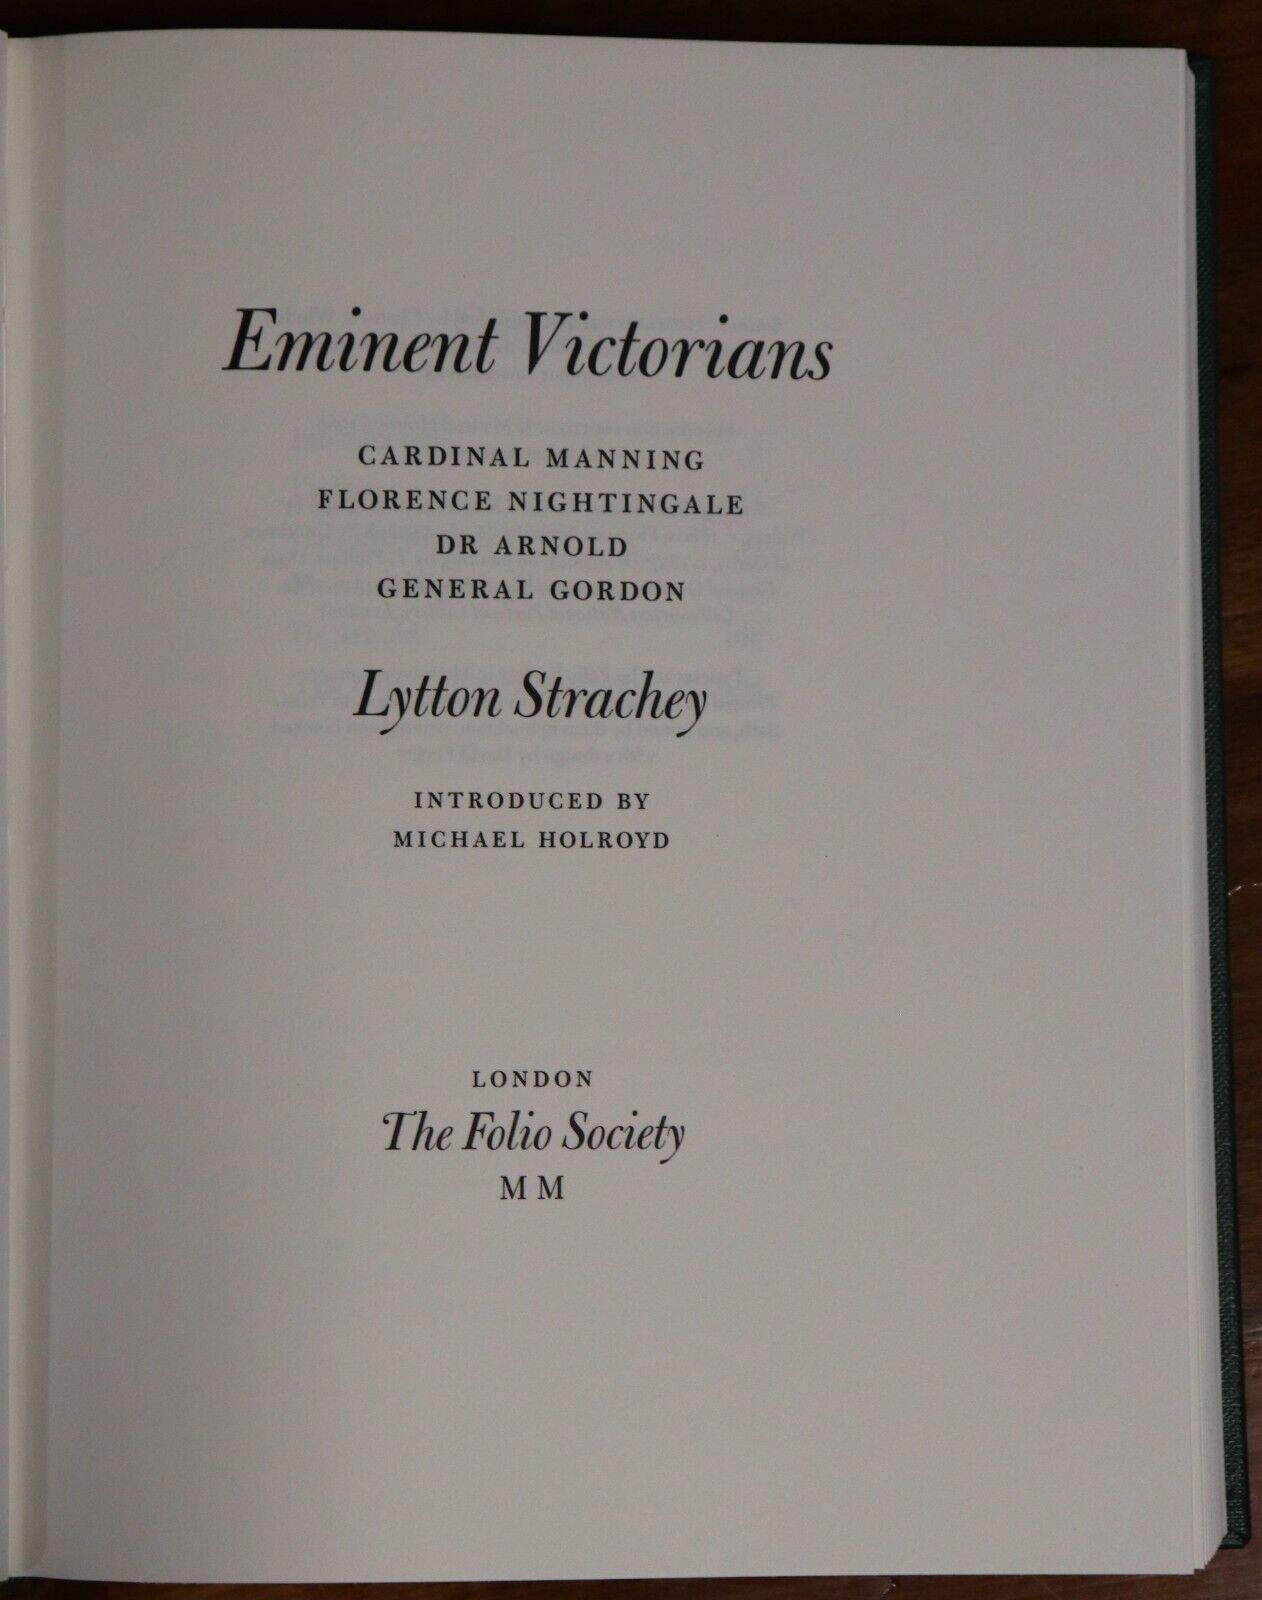 Eminent Victorians
CARDINAL MANNING
FLORENCE NIGHTINGALE
DR ARNOLD
GENERAL GORDON
Lytton Strachey
INTRODUCED BY
MICHAEL HOLROYD
LONDON
The Folio Society
MM